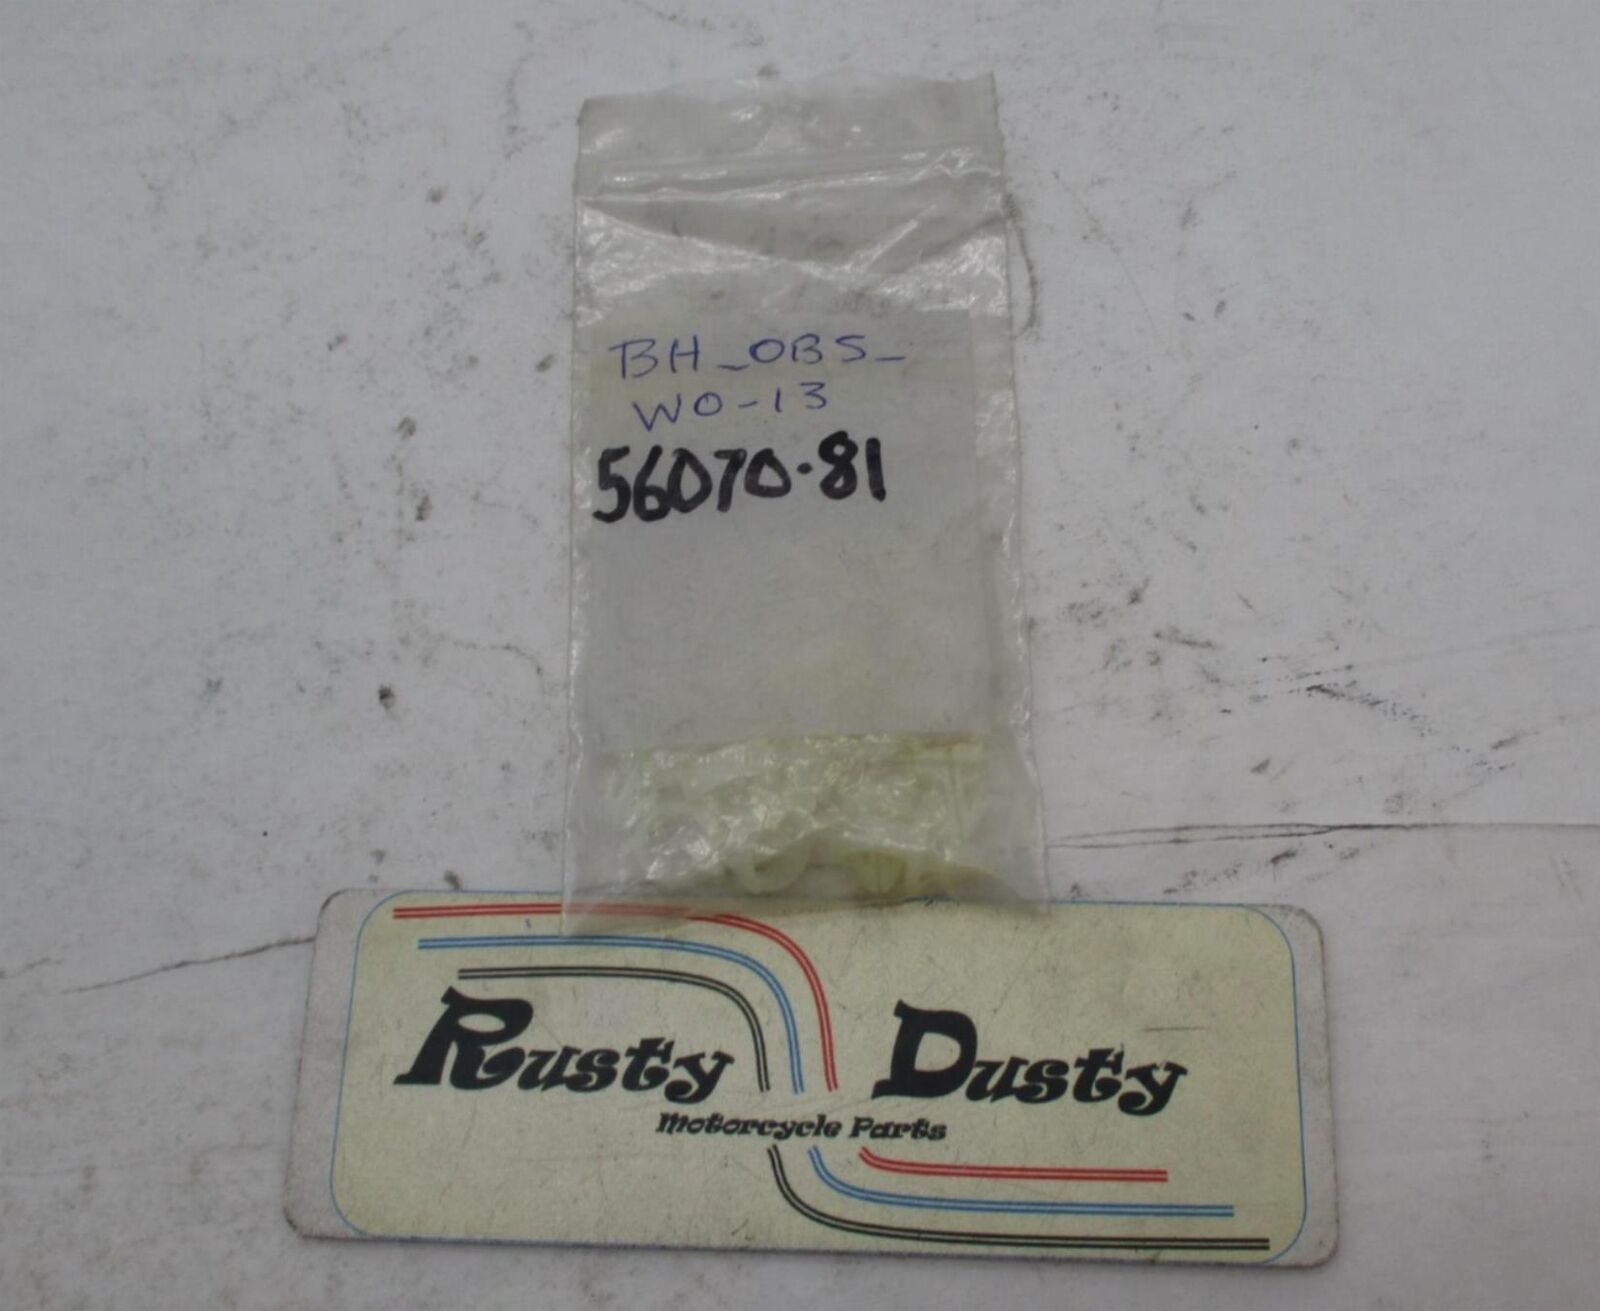 BH_OBS_
WO-13
56070-81
Rusty Dusty
Motorcycle Parts